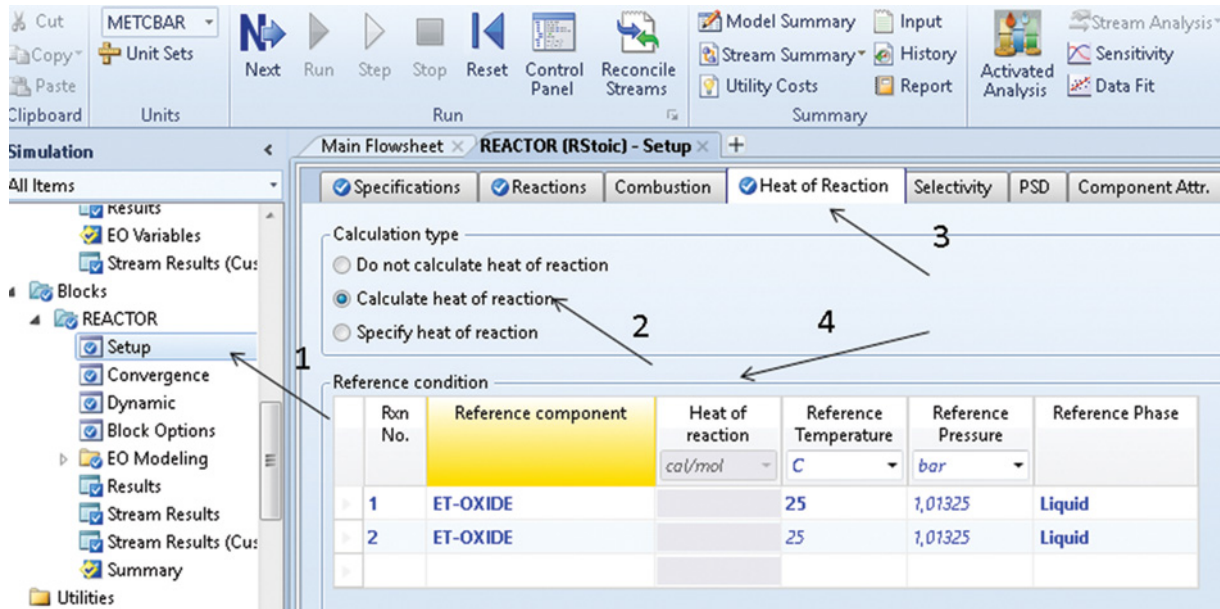 Cut
Copy
Paste
Clipboard
METCBAR
Unit Sets
Units
Next
Run
Step
Stop
Reset
Control
Panel
Reconcile
Streams
Run
Model Summary
Stream Summary
Utility Costs
Input
History
Report
Summary
Activated
Analysis
Stream Analysis
Sensitivity
Data Fit
Simulation
All Items
Results
EO Variables
Stream Results (Cus
Blocks
REACTOR
Setup
Convergence
Dynamic
Block Options
EO Modeling
Results
Stream Results
Stream Results (Cus
Summary
Utilities
Main Flowsheet
REACTOR (RStoic) - Setup
Specifications
Reactions
Combustion
Heat of Reaction
Selectivity
PSD
Component Attr.
Calculation type
Do not calculate heat of reaction
Calculate heat of reaction
Specify heat of reaction
1
2
3
4
Reference condition
Rxn No. Reference component Heat of reaction Reference Temperature Reference Pressure Reference Phase
cal/mol C bar
1 ET-OXIDE 25 1,01325 Liquid
2 ET-OXIDE 25 1,01325 Liquid